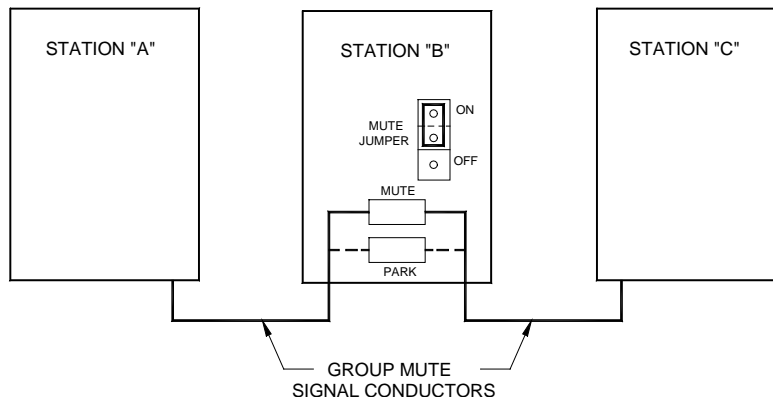 STATION "A"
STATION "B"
STATION "C"
ON
MUTE
JUMPER
OFF
MUTE
PARK
GROUP MUTE
SIGNAL CONDUCTORS